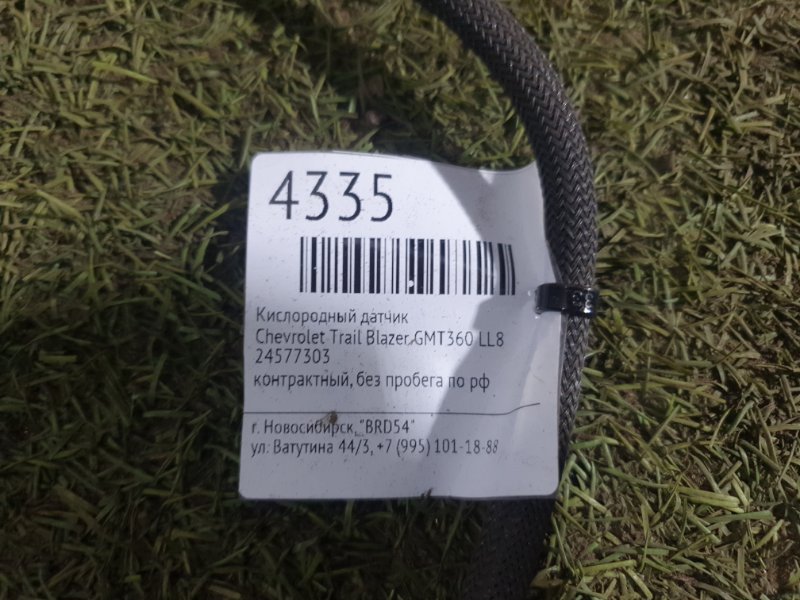 4335
Кислородный датчик
Chevrolet Trail Blazer GMT360 LL8
24577303
контрактный, без пробега по рф
г. Новосибирск, "BRD54"
ул. Ватутина 44/3, +7 (995) 101-18-88